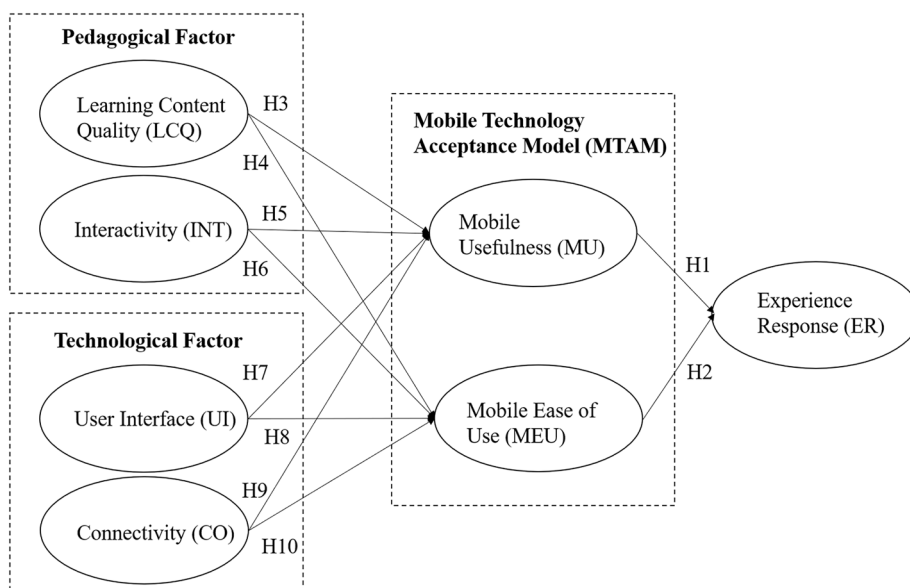 Pedagogical Factor
Learning Content
Quality (LCQ)
H3
H4
Interactivity (INT)
H5
H6
Technological Factor
H7
User Interface (UI)
H8
H9
Connectivity (CO)
H10
Mobile Technology
Acceptance Model (MTAM)
Mobile
Usefulness (MU)
Mobile Ease of
Use (MEU)
H1
H2
Experience
Response (ER)